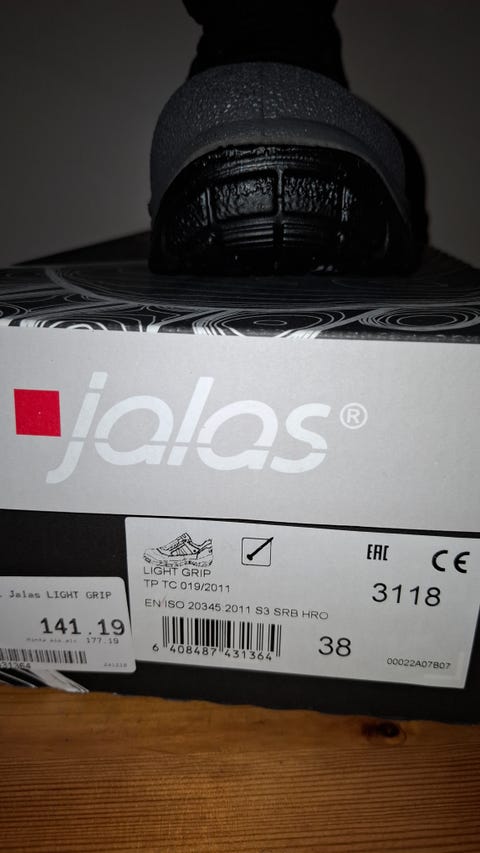 jalas®
LIGHT GRIP
TP TC 019/2011
EN ISO 20345 2011 S3 SRB HRO
6 408487 431364
38
EAC CE
3118
00022A07B07
. Jalas LIGHT GRIP
141.19
177.19
31364